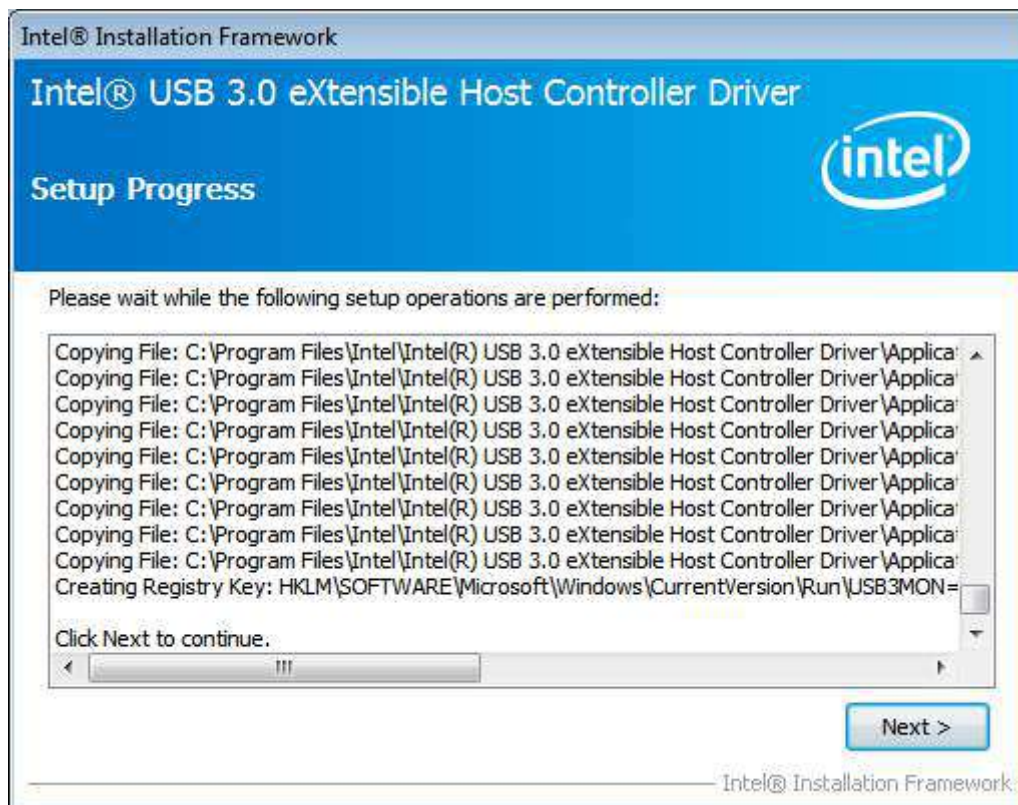 Intel® Installation Framework
Intel® USB 3.0 eXtensible Host Controller Driver
intel
Setup Progress
Please wait while the following setup operations are performed:
Copying File: C:\Program Files\Intel\Intel(R) USB 3.0 eXtensible Host Controller Driver\Applica
Copying File: C:\Program Files\Intel\Intel(R) USB 3.0 eXtensible Host Controller Driver\Applica
Copying File: C:\Program Files\Intel\Intel(R) USB 3.0 eXtensible Host Controller Driver\Applica
Copying File: C:\Program Files\Intel\Intel(R) USB 3.0 eXtensible Host Controller Driver\Applica
Copying File: C:\Program Files\Intel\Intel(R) USB 3.0 eXtensible Host Controller Driver\Applica
Copying File: C:\Program Files\Intel\Intel(R) USB 3.0 eXtensible Host Controller Driver\Applica
Copying File: C:\Program Files\Intel\Intel(R) USB 3.0 eXtensible Host Controller Driver\Applica
Copying File: C:\Program Files\Intel\Intel(R) USB 3.0 eXtensible Host Controller Driver\Applica
Copying File: C:\Program Files\Intel\Intel(R) USB 3.0 eXtensible Host Controller Driver\Applica
Creating Registry Key: HKLM\SOFTWARE\Microsoft\Windows\CurrentVersion\Run\USB3MON=
Click Next to continue.
Next >
Intel® Installation Framework